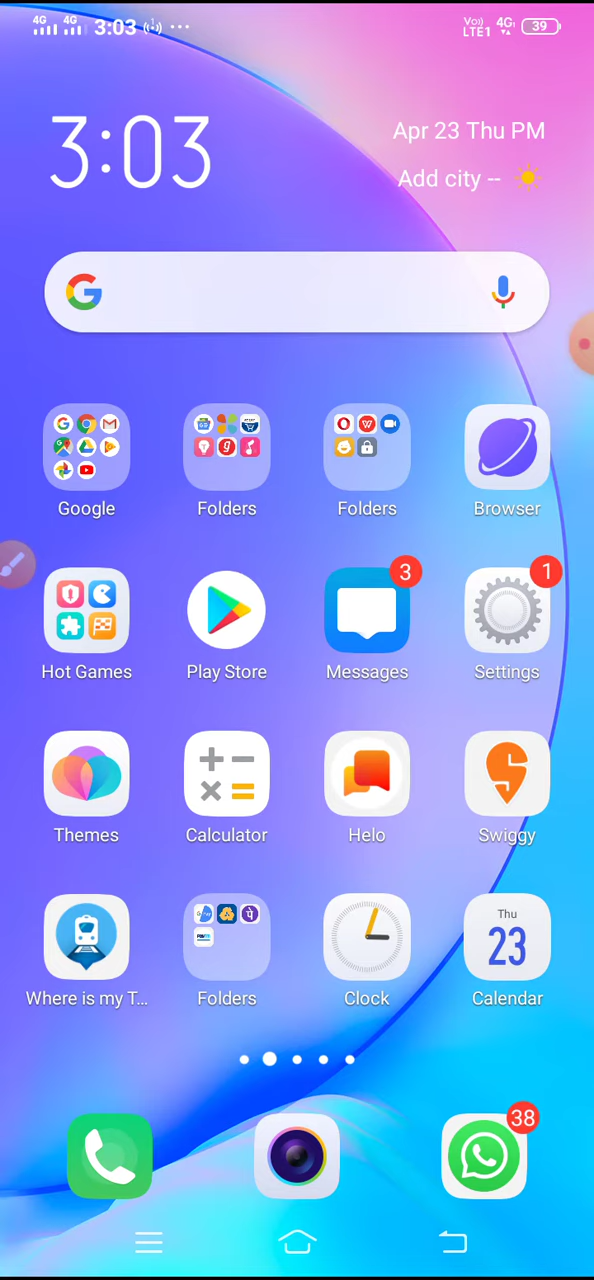 4G 4G 3:03 ... Vo)) LTE1 4G 39
3:03
Apr 23 Thu PM
Add city --
Google Folders Folders Browser
3 1
Hot Games Play Store Messages Settings
Themes Calculator Helo Swiggy
Thu
23
Where is my T... Folders Clock Calendar
38